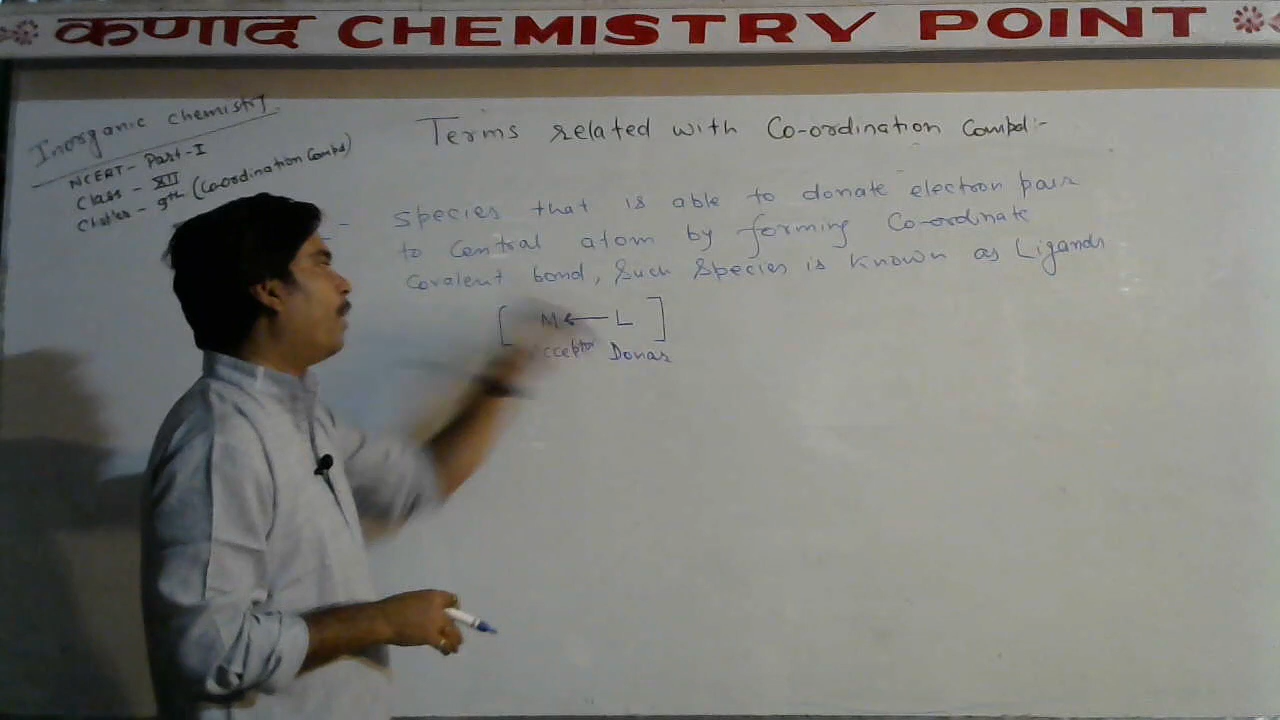 कणाद CHEMISTRY POINT
Inorganic Chemistry
NCERT- Part-I
Class - XII
Chapter - 9th (Coordination Compd)
Terms related with Co-ordination Compd:-
Species that is able to donate electron pair
to Central atom by forming Co-ordinate
Covalent bond, Such Species is known as Ligands
[ M ← L ]
Donar